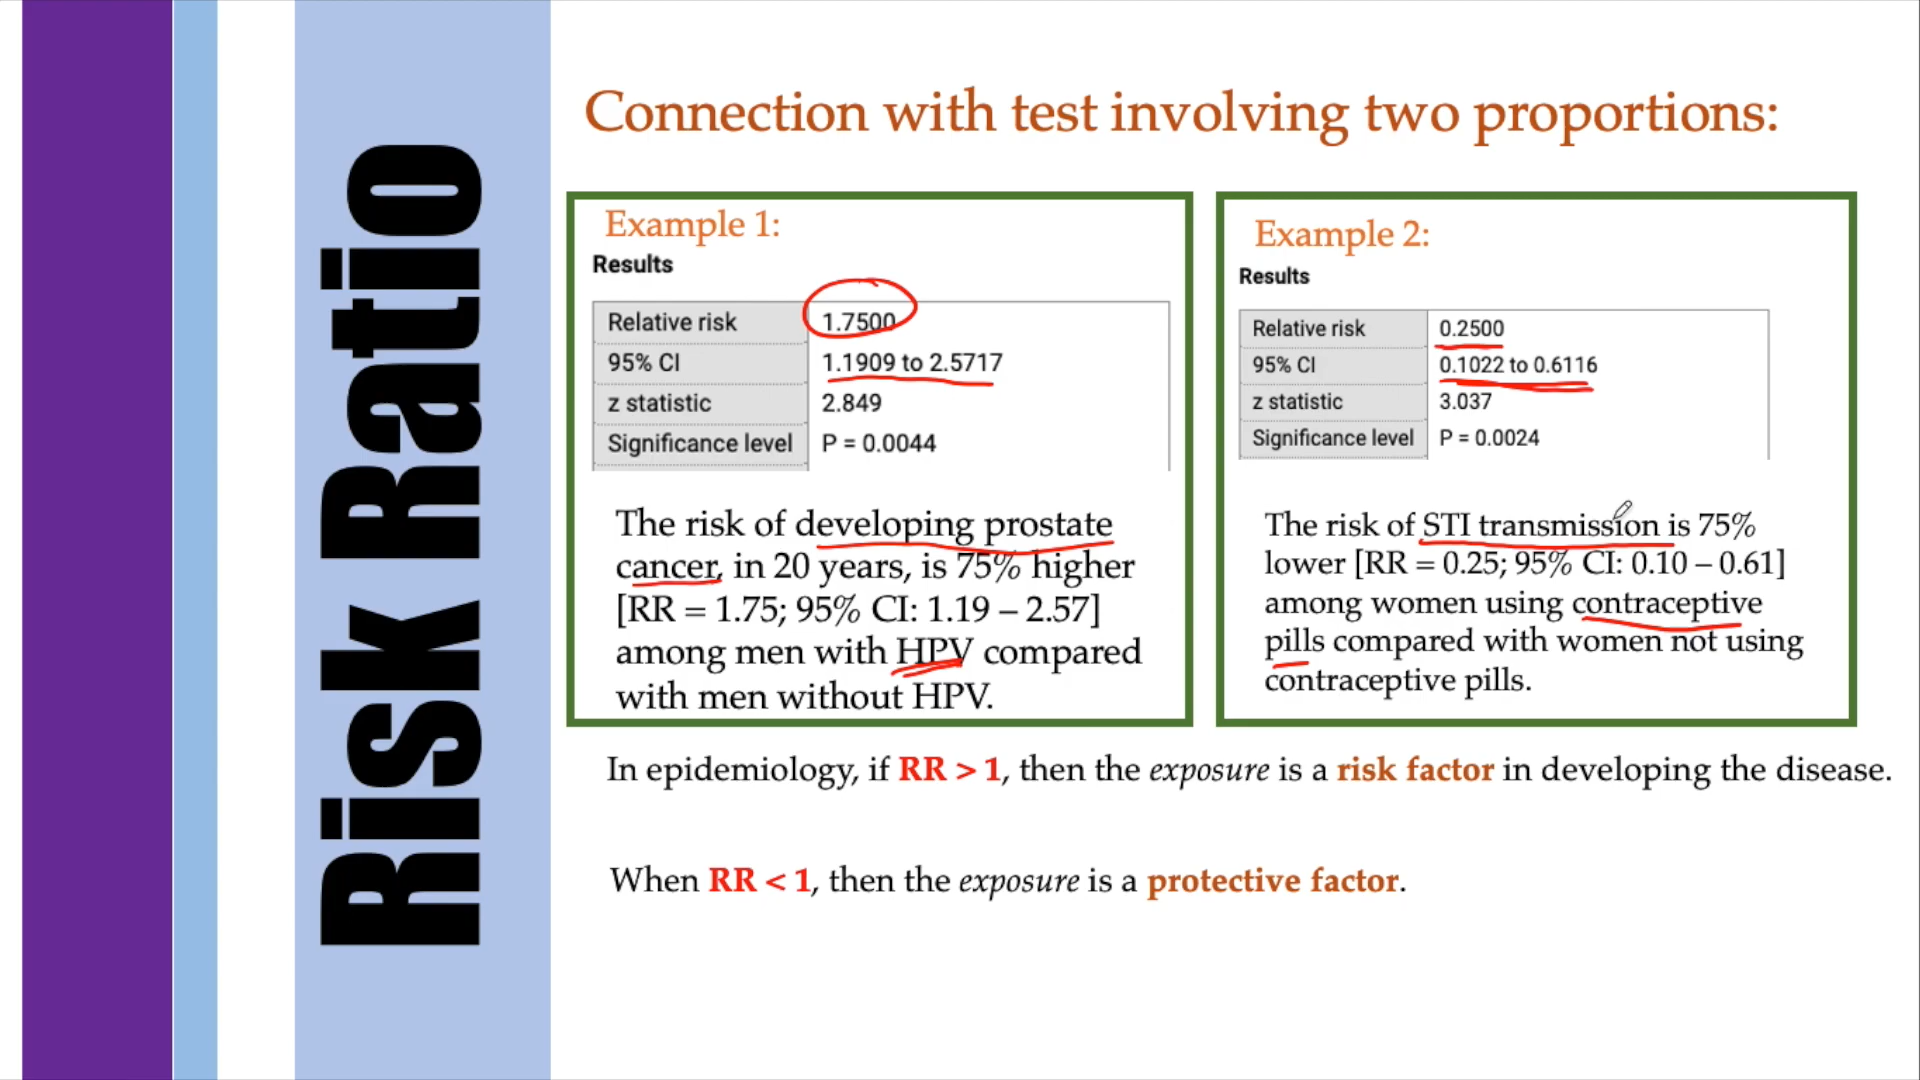 Risk Ratio
Connection with test involving two proportions:
Example 1:
Results
Relative risk 1.7500
95% CI 1.1909 to 2.5717
z statistic 2.849
Significance level P = 0.0044
The risk of developing prostate
cancer, in 20 years, is 75% higher
[RR = 1.75; 95% CI: 1.19 – 2.57]
among men with HPV compared
with men without HPV.
Example 2:
Results
Relative risk 0.2500
95% CI 0.1022 to 0.6116
z statistic 3.037
Significance level P = 0.0024
The risk of STI transmission is 75%
lower [RR = 0.25; 95% CI: 0.10 – 0.61]
among women using contraceptive
pills compared with women not using
contraceptive pills.
In epidemiology, if RR > 1, then the exposure is a risk factor in developing the disease.
When RR < 1, then the exposure is a protective factor.